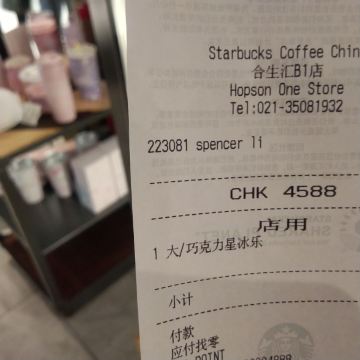 Starbucks Coffee Chin
合生汇B1店
Hopson One Store
Tel:021-35081932
223081 spencer li
CHK 4588
店用
1 大/巧克力星冰乐
小计
付款
应付找零
POINT